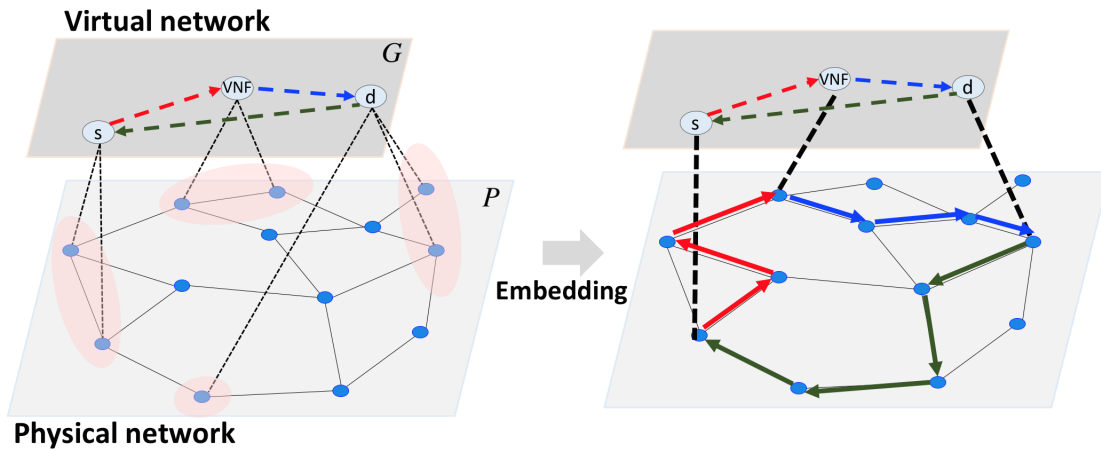 Virtual network
G
VNF
d
s
P
Physical network
Embedding
VNF
d
s